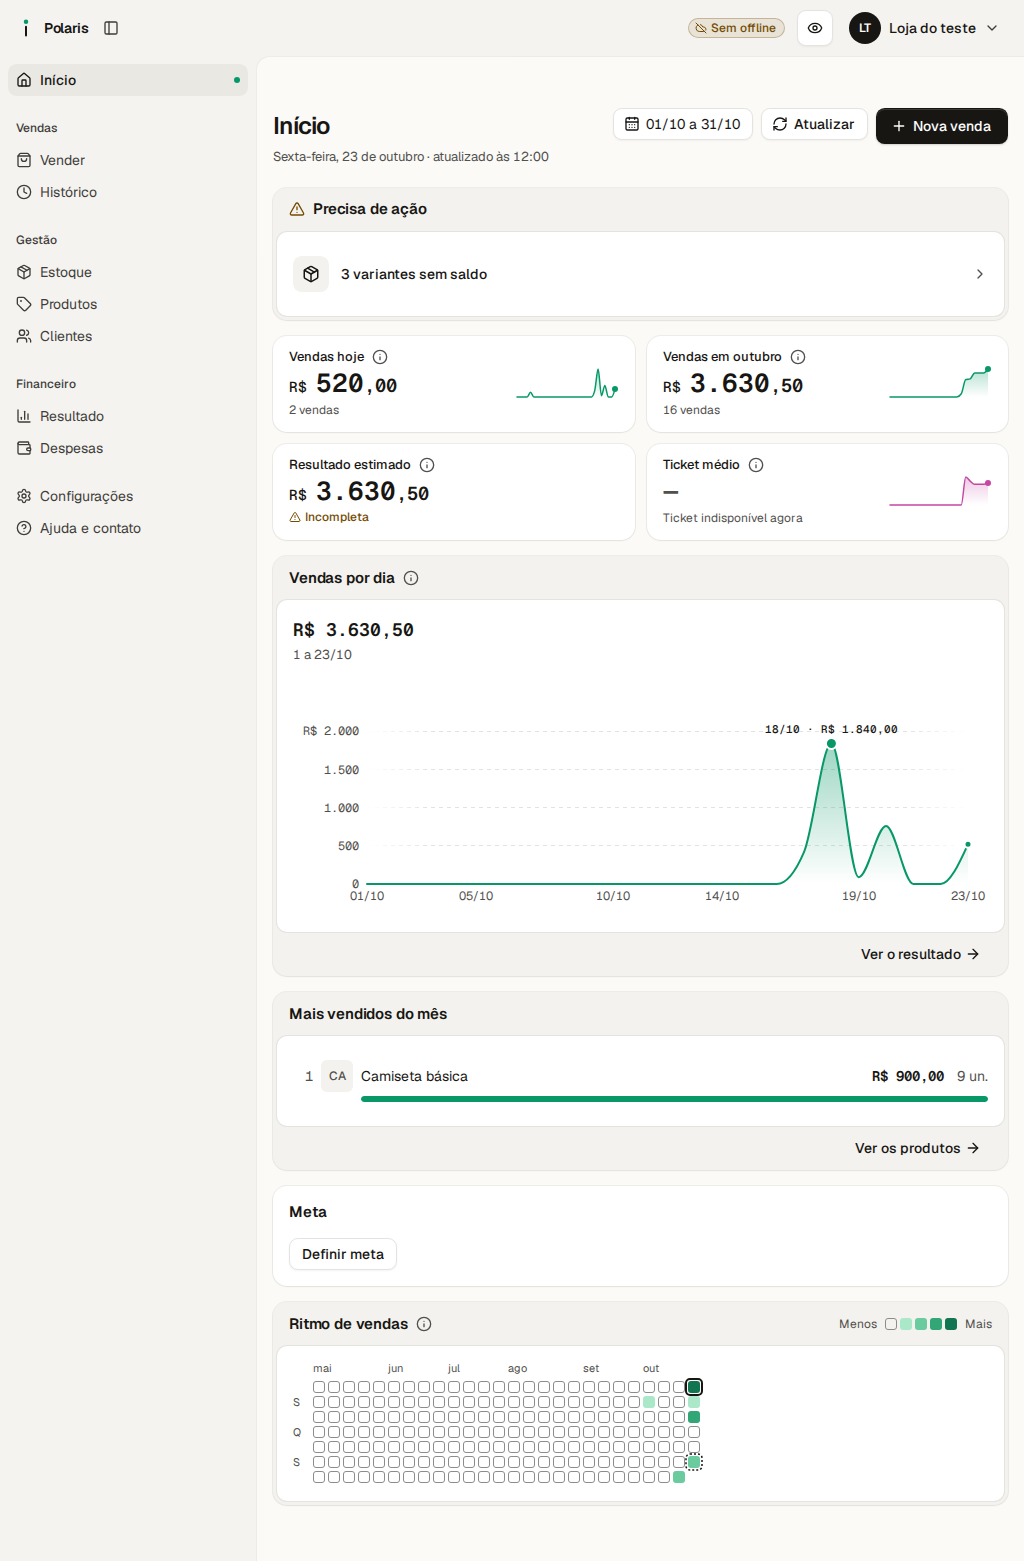 Polaris
Sem offline
LT
Loja do teste
Início
Vendas
Vender
Histórico
Gestão
Estoque
Produtos
Clientes
Financeiro
Resultado
Despesas
Configurações
Ajuda e contato
Início
01/10 a 31/10
Atualizar
Nova venda
Sexta-feira, 23 de outubro · atualizado às 12:00
Precisa de ação
3 variantes sem saldo
Vendas hoje
R$ 520,00
2 vendas
Vendas em outubro
R$ 3.630,50
16 vendas
Resultado estimado
R$ 3.630,50
Incompleta
Ticket médio
—
Ticket indisponível agora
Vendas por dia
R$ 3.630,50
1 a 23/10
18/10 · R$ 1.840,00
R$ 2.000
1.500
1.000
500
0
01/10 05/10 10/10 14/10 19/10 23/10
Ver o resultado
Mais vendidos do mês
1 CA Camiseta básica R$ 900,00 9 un.
Ver os produtos
Meta
Definir meta
Ritmo de vendas
Menos Mais
mai jun jul ago set out
S
Q
S